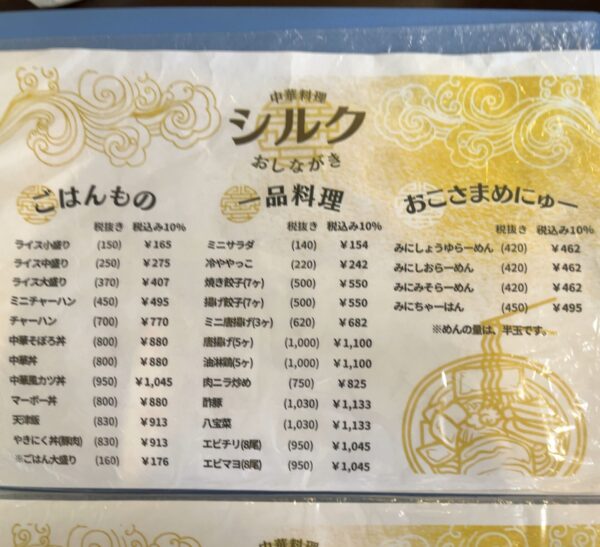 中華料理
シルク
おしながき
ごはんもの
税抜き 税込み10%
ライス小盛り (150) ￥165
ライス中盛り (250) ￥275
ライス大盛り (370) ￥407
ミニチャーハン (450) ￥495
チャーハン (700) ￥770
中華そぼろ丼 (800) ￥880
中華丼 (800) ￥880
中華風カツ丼 (950) ￥1,045
マーボー丼 (800) ￥880
天津飯 (830) ￥913
やきにく丼(豚肉) (830) ￥913
※ごはん大盛り (160) ￥176
一品料理
税抜き 税込み10%
ミニサラダ (140) ￥154
冷ややっこ (220) ￥242
焼き餃子(7ヶ) (500) ￥550
揚げ餃子(7ヶ) (500) ￥550
ミニ唐揚げ(3ヶ) (620) ￥682
唐揚げ(5ヶ) (1,000) ￥1,100
油淋鶏(5ヶ) (1,000) ￥1,100
肉ニラ炒め (750) ￥825
酢豚 (1,030) ￥1,133
八宝菜 (1,030) ￥1,133
エビチリ(8尾) (950) ￥1,045
エビマヨ(8尾) (950) ￥1,045
おこさまめにゅー
税抜き 税込み10%
みにしょうゆらーめん (420) ￥462
みにしおらーめん (420) ￥462
みにみそらーめん (420) ￥462
みにちゃーはん (450) ￥495
※めんの量は、半玉です。
中華料理